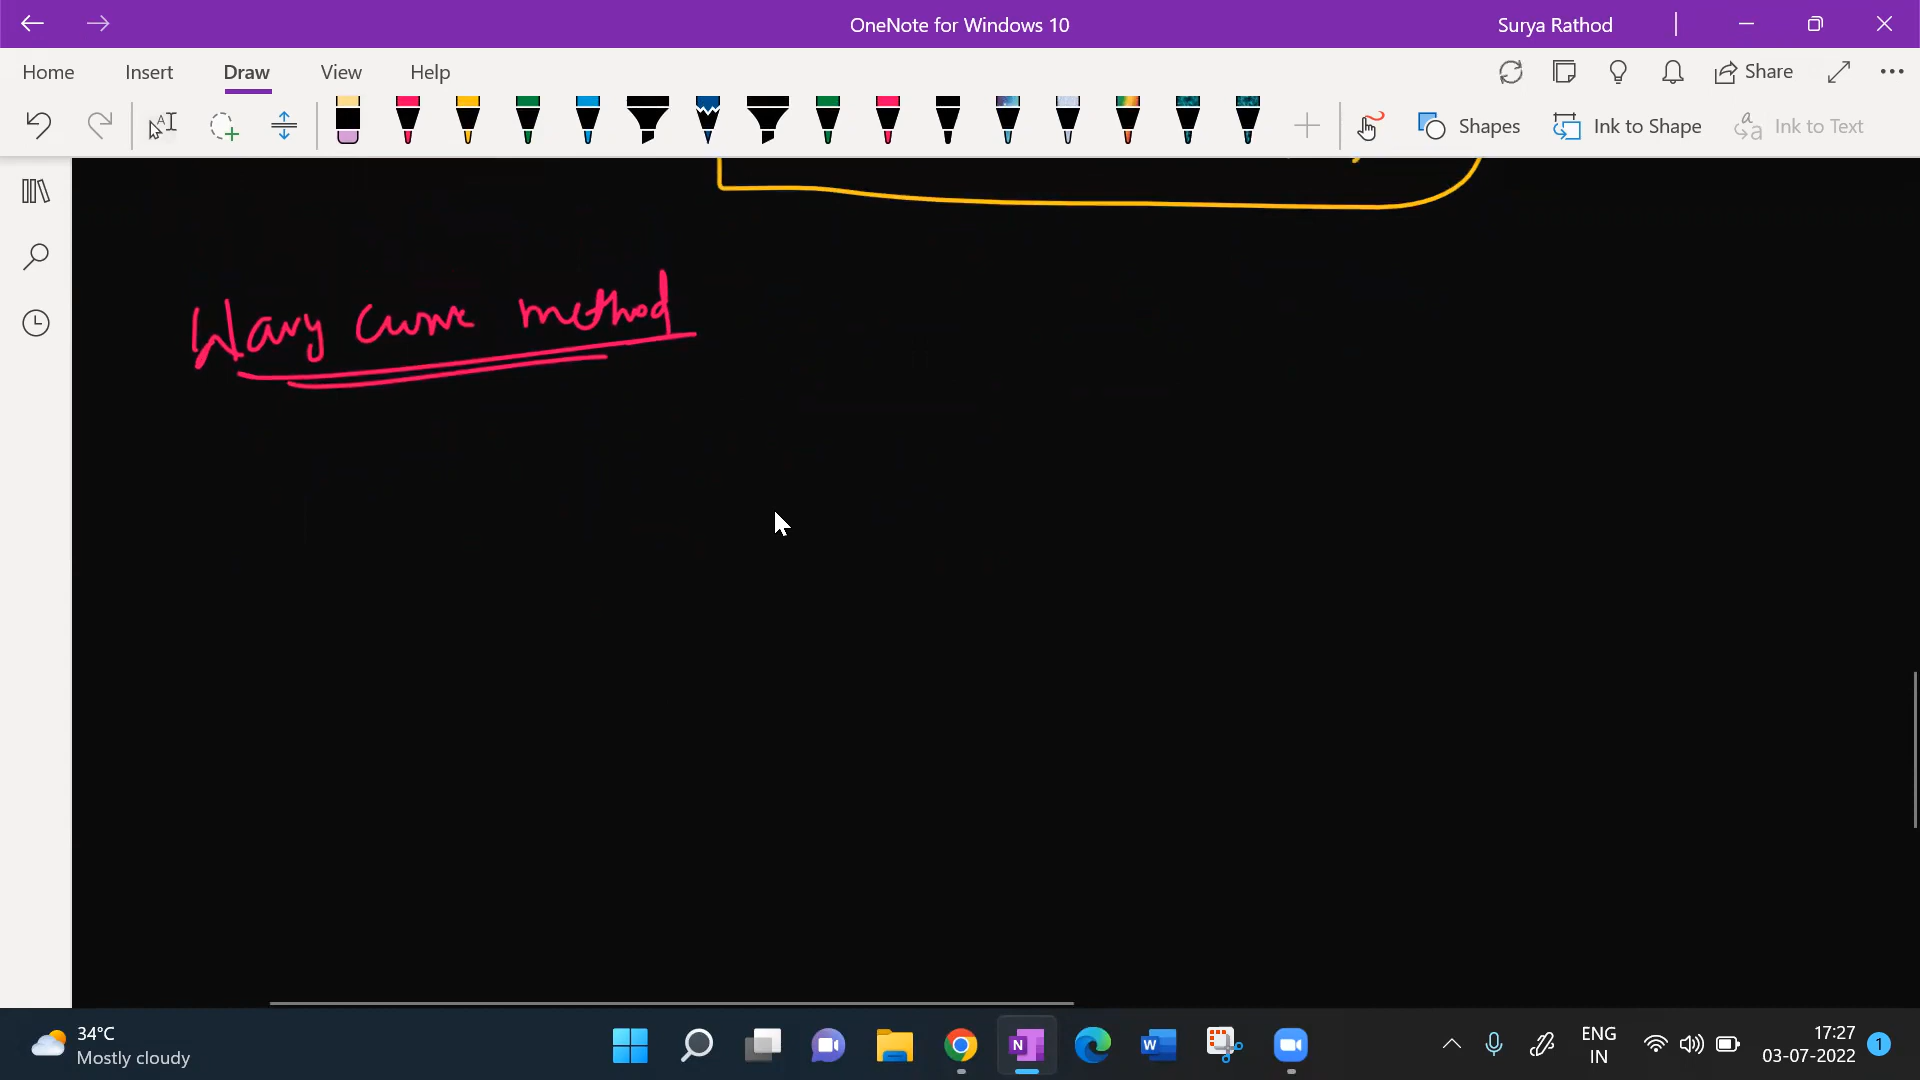 OneNote for Windows 10
Surya Rathod
Home Insert Draw View Help
Share
Shapes
Ink to Shape
Ink to Text
Wavy curve method
34°C
Mostly cloudy
ENG
IN
17:27
03-07-2022
1